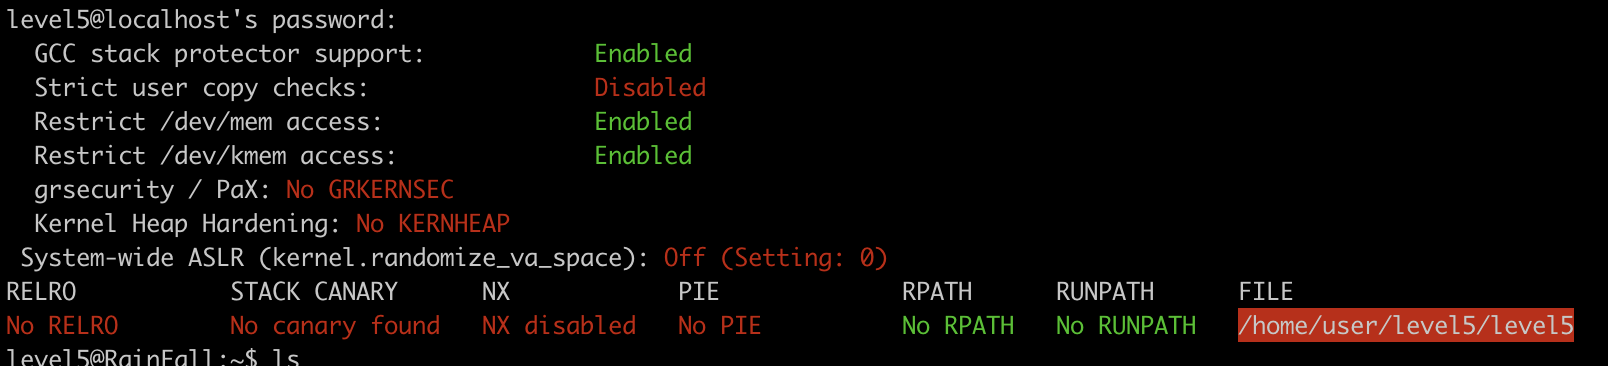 level5@localhost's password:
GCC stack protector support: Enabled
Strict user copy checks: Disabled
Restrict /dev/mem access: Enabled
Restrict /dev/kmem access: Enabled
grsecurity / PaX: No GRKERNSEC
Kernel Heap Hardening: No KERNHEAP
System-wide ASLR (kernel.randomize_va_space): Off (Setting: 0)
RELRO STACK CANARY NX PIE RPATH RUNPATH FILE
No RELRO No canary found NX disabled No PIE No RPATH No RUNPATH /home/user/level5/level5
level5@RainFall:~$ ls